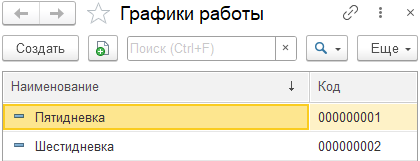 Графики работы
Создать Поиск (Ctrl+F) × Еще
Наименование ↓ Код
Пятидневка 000000001
Шестидневка 000000002